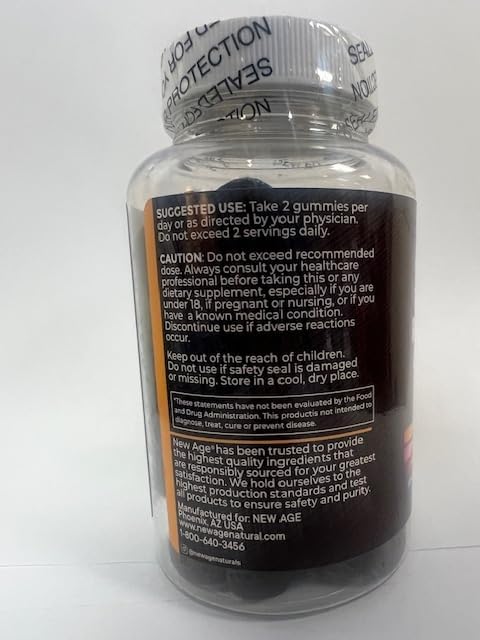 PROTECTION
SEALED
SUGGESTED USE: Take 2 gummies per
day or as directed by your physician.
Do not exceed 2 servings daily.
CAUTION: Do not exceed recommended
dose. Always consult your healthcare
professional before taking this or any
dietary supplement, especially if you are
under 18, if pregnant or nursing, or if you
have a known medical condition.
Discontinue use if adverse reactions
occur.
Keep out of the reach of children.
Do not use if safety seal is damaged
or missing. Store in a cool, dry place.
*These statements have not been evaluated by the Food
and Drug Administration. This productis not intended to
diagnose, treat, cure or prevent disease.
New Age® has been trusted to provide
the highest quality ingredients that
are responsibly sourced for your greatest
satisfaction. We hold ourselves to the
highest production standards and test
all products to ensure safety and purity.
Manufactured for: NEW AGE
Phoenix, AZ USA
www.newagenatural.com
1-800-640-3456
@newagenaturals